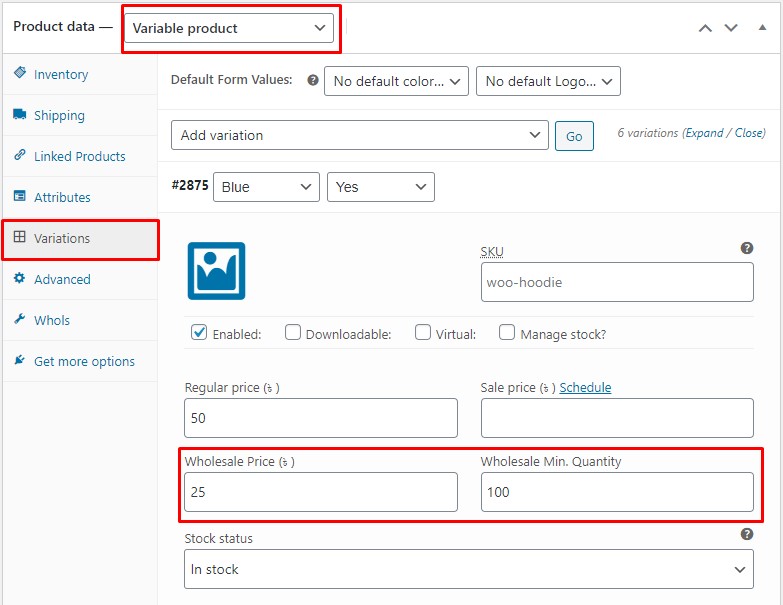 Product data — Variable product
Inventory
Shipping
Linked Products
Attributes
Variations
Advanced
Whols
Get more options
Default Form Values: No default color... No default Logo...
Add variation Go 6 variations (Expand / Close)
#2875 Blue Yes
SKU
woo-hoodie
Enabled: Downloadable: Virtual: Manage stock?
Regular price (৳ ) Sale price (৳ ) Schedule
50
Wholesale Price (৳ ) Wholesale Min. Quantity
25 100
Stock status
In stock